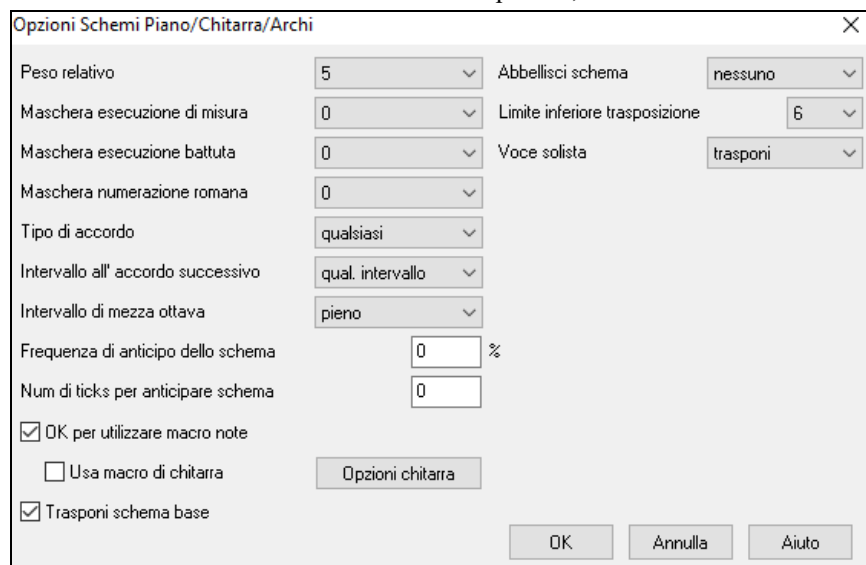 Opzioni Schemi Piano/Chitarra/Archi
Peso relativo 5 Abbellisci schema nessuno
Maschera esecuzione di misura 0 Limite inferiore trasposizione 6
Maschera esecuzione battuta 0 Voce solista trasponi
Maschera numerazione romana 0
Tipo di accordo qualsiasi
Intervallo all' accordo successivo qual. intervallo
Intervallo di mezza ottava pieno
Frequenza di anticipo dello schema 0 %
Num di ticks per anticipare schema 0
OK per utilizzare macro note
Usa macro di chitarra Opzioni chitarra
Trasponi schema base
OK Annulla Aiuto